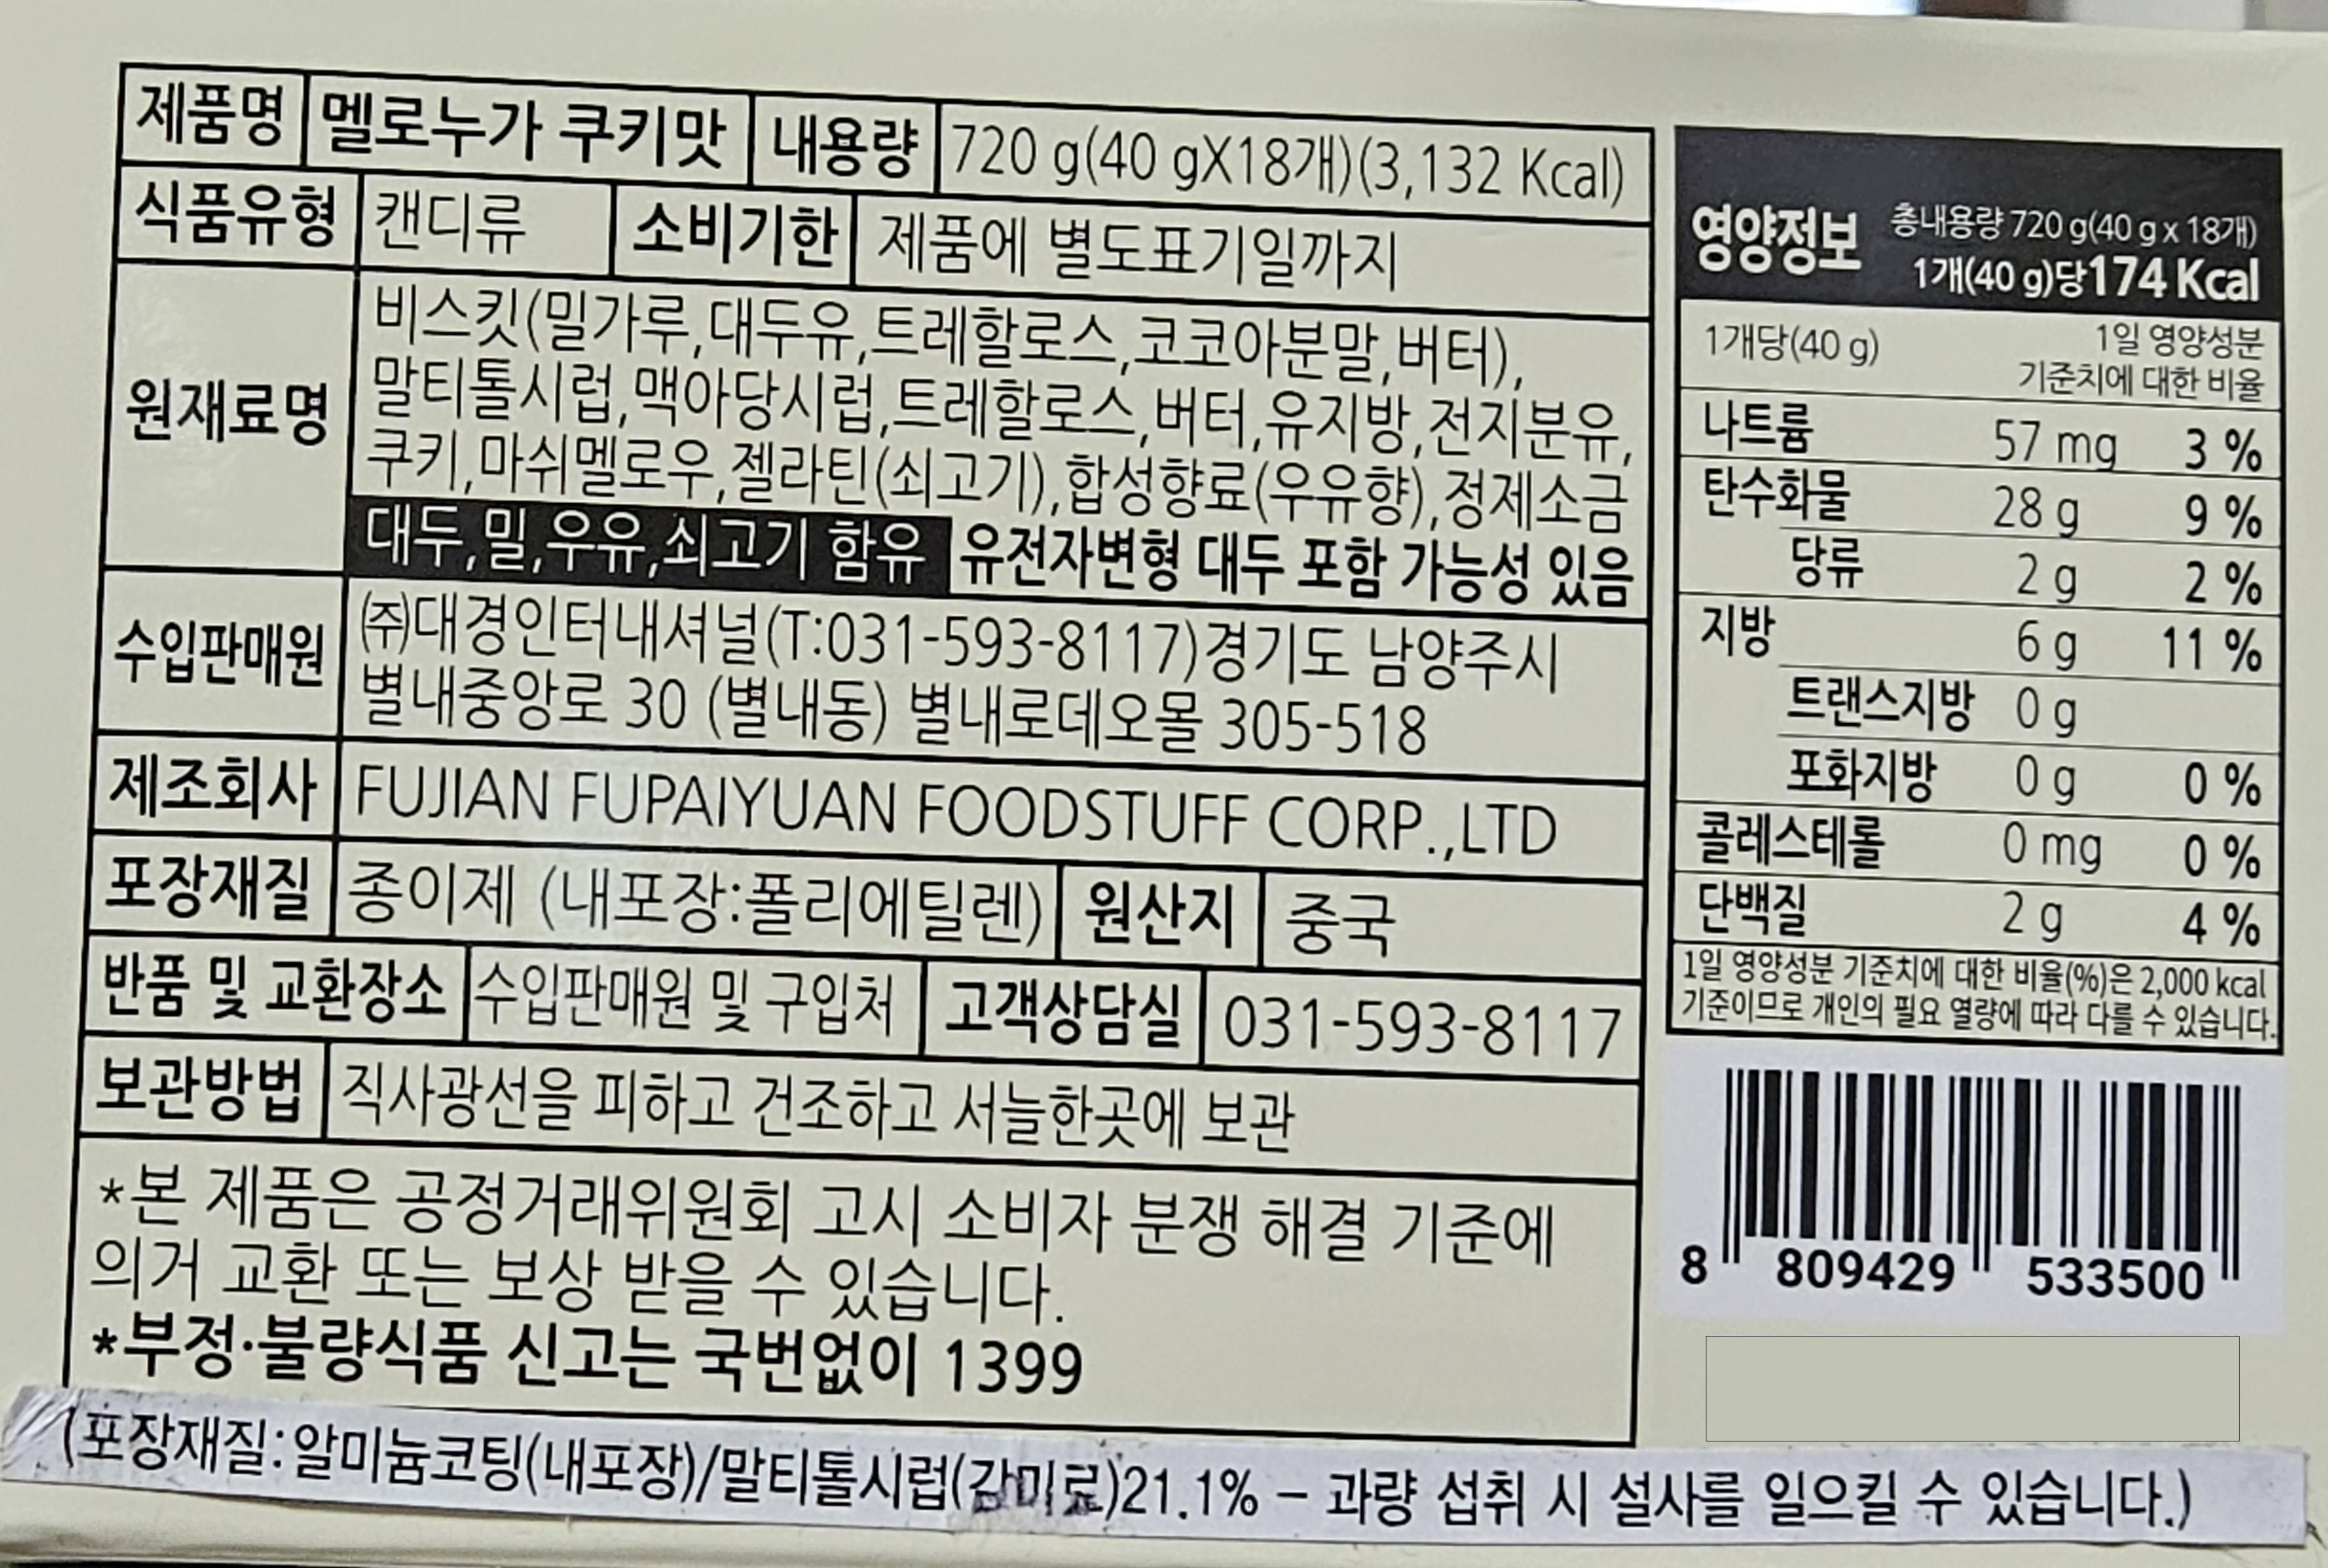 제품명 멜로누가 쿠키맛 내용량 720 g(40 gX18개)(3,132 Kcal)
식품유형 캔디류 소비기한 제품에 별도표기일까지
원재료명
비스킷(밀가루,대두유,트레할로스,코코아분말,버터),
말티톨시럽,맥아당시럽,트레할로스,버터,유지방,전지분유,
쿠키,마쉬멜로우,젤라틴(쇠고기),합성향료(우유향),정제소금
대두,밀,우유,쇠고기 함유 유전자변형 대두 포함 가능성 있음
수입판매원
㈜대경인터내셔널(T:031-593-8117)경기도 남양주시
별내중앙로 30 (별내동) 별내로데오몰 305-518
제조회사 FUJIAN FUPAIYUAN FOODSTUFF CORP.,LTD
포장재질 종이제 (내포장:폴리에틸렌) 원산지 중국
반품 및 교환장소 수입판매원 및 구입처 고객상담실 031-593-8117
보관방법 직사광선을 피하고 건조하고 서늘한곳에 보관
*본 제품은 공정거래위원회 고시 소비자 분쟁 해결 기준에
의거 교환 또는 보상 받을 수 있습니다.
*부정·불량식품 신고는 국번없이 1399
영양정보 총내용량 720 g(40 g x 18개)
1개(40 g)당174 Kcal
1개당(40 g) 1일 영양성분
기준치에 대한 비율
나트륨 57 mg 3 %
탄수화물 28 g 9 %
당류 2 g 2 %
지방 6 g 11 %
트랜스지방 0 g
포화지방 0 g 0 %
콜레스테롤 0 mg 0 %
단백질 2 g 4 %
1일 영양성분 기준치에 대한 비율(%)은 2,000 kcal
기준이므로 개인의 필요 열량에 따라 다를 수 있습니다.
8 809429 533500
(포장재질:알미늄코팅(내포장)/말티톨시럽(감미료)21.1% – 과량 섭취 시 설사를 일으킬 수 있습니다.)